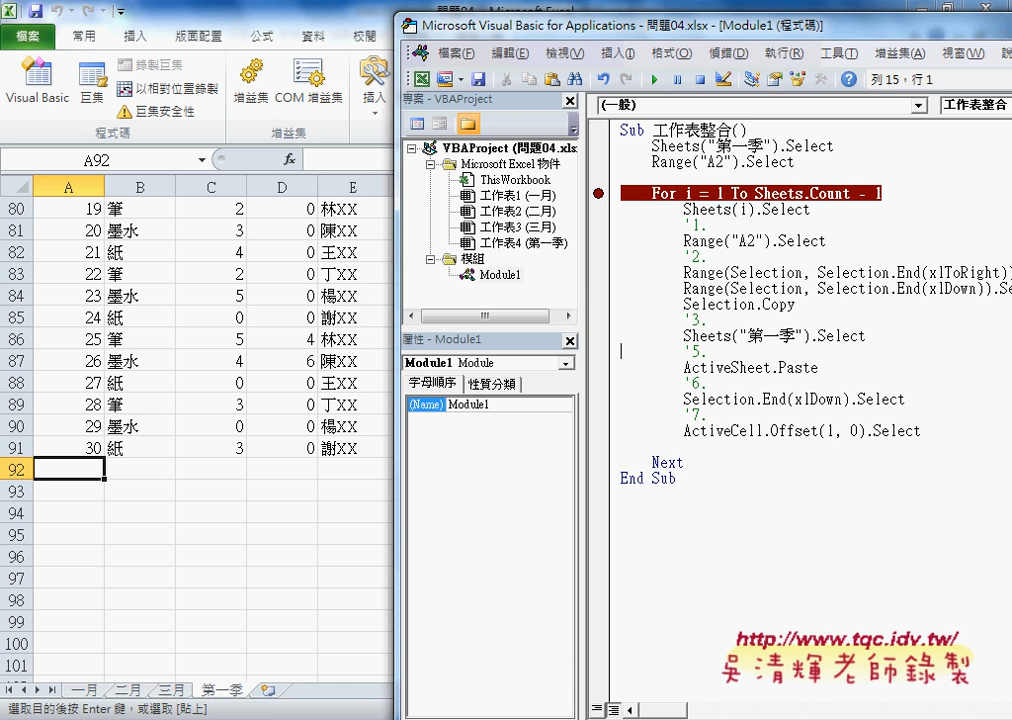 問題04 - Microsoft Excel
檔案 常用 插入 版面配置 公式 資料 校閱
Visual Basic 巨集 錄製巨集 以相對位置錄製 巨集安全性 增益集 COM 增益集 插入
程式碼 增益集
A92 fx
A B C D E
80 19 筆 2 0 林XX
81 20 墨水 3 0 陳XX
82 21 紙 4 0 王XX
83 22 筆 2 0 丁XX
84 23 墨水 5 0 楊XX
85 24 紙 0 0 謝XX
86 25 筆 5 4 林XX
87 26 墨水 4 6 陳XX
88 27 紙 0 0 王XX
89 28 筆 3 0 丁XX
90 29 墨水 0 0 楊XX
91 30 紙 3 0 謝XX
92
93
94
95
96
97
98
99
100
101
一月 二月 三月 第一季
選取目的後按 Enter 鍵，或選取 [貼上]
Microsoft Visual Basic for Applications - 問題04.xlsx - [Module1 (程式碼)]
檔案(F) 編輯(E) 檢視(V) 插入(I) 格式(O) 偵錯(D) 執行(R) 工具(T) 增益集(A) 視窗(W)
列 15，行 1
專案 - VBAProject
VBAProject (問題04.xls
Microsoft Excel 物件
ThisWorkbook
工作表1 (一月)
工作表2 (二月)
工作表3 (三月)
工作表4 (第一季)
模組
Module1
屬性 - Module1
Module1 Module
字母順序 性質分類
(Name) Module1
(一般) 工作表整合
Sub 工作表整合()
Sheets("第一季").Select
Range("A2").Select
For i = 1 To Sheets.Count - 1
Sheets(i).Select
'1.
Range("A2").Select
'2.
Range(Selection, Selection.End(xlToRight))
Range(Selection, Selection.End(xlDown)).Se
Selection.Copy
'3.
Sheets("第一季").Select
'5.
ActiveSheet.Paste
'6.
Selection.End(xlDown).Select
'7.
ActiveCell.Offset(1, 0).Select
Next
End Sub
http://www.tqc.idv.tw/
吳清輝老師錄製